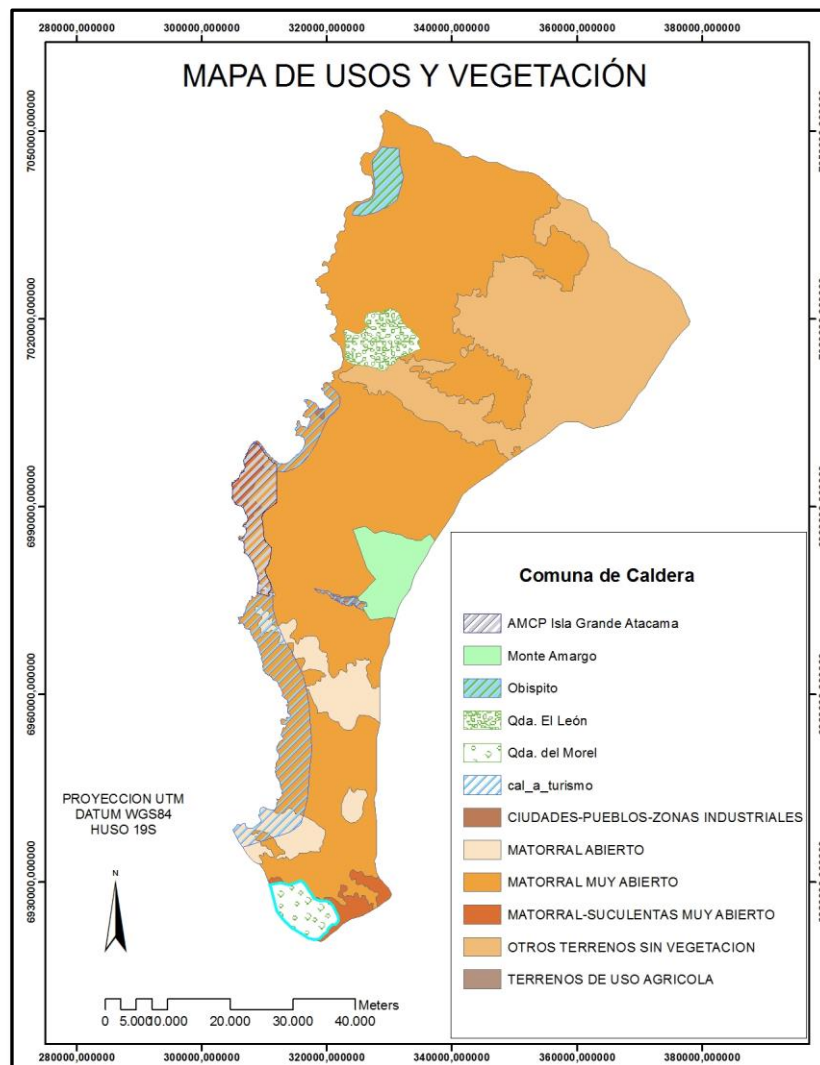 280000,000000 300000,000000 320000,000000 340000,000000 360000,000000 380000,000000
MAPA DE USOS Y VEGETACIÓN
7050000,000000
7020000,000000
6990000,000000
6960000,000000
6930000,000000
Comuna de Caldera
AMCP Isla Grande Atacama
Monte Amargo
Obispito
Qda. El León
Qda. del Morel
cal_a_turismo
CIUDADES-PUEBLOS-ZONAS INDUSTRIALES
MATORRAL ABIERTO
MATORRAL MUY ABIERTO
MATORRAL-SUCULENTAS MUY ABIERTO
OTROS TERRENOS SIN VEGETACION
TERRENOS DE USO AGRICOLA
PROYECCION UTM
DATUM WGS84
HUSO 19S
N
Meters
0 5.000 10.000 20.000 30.000 40.000
280000,000000 300000,000000 320000,000000 340000,000000 360000,000000 380000,000000